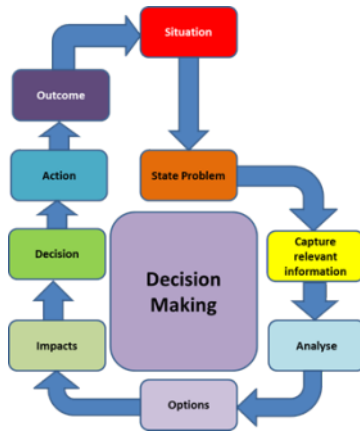 Situation
Outcome
State Problem
Action
Capture
relevant
information
Decision
Decision
Making
Impacts
Analyse
Options